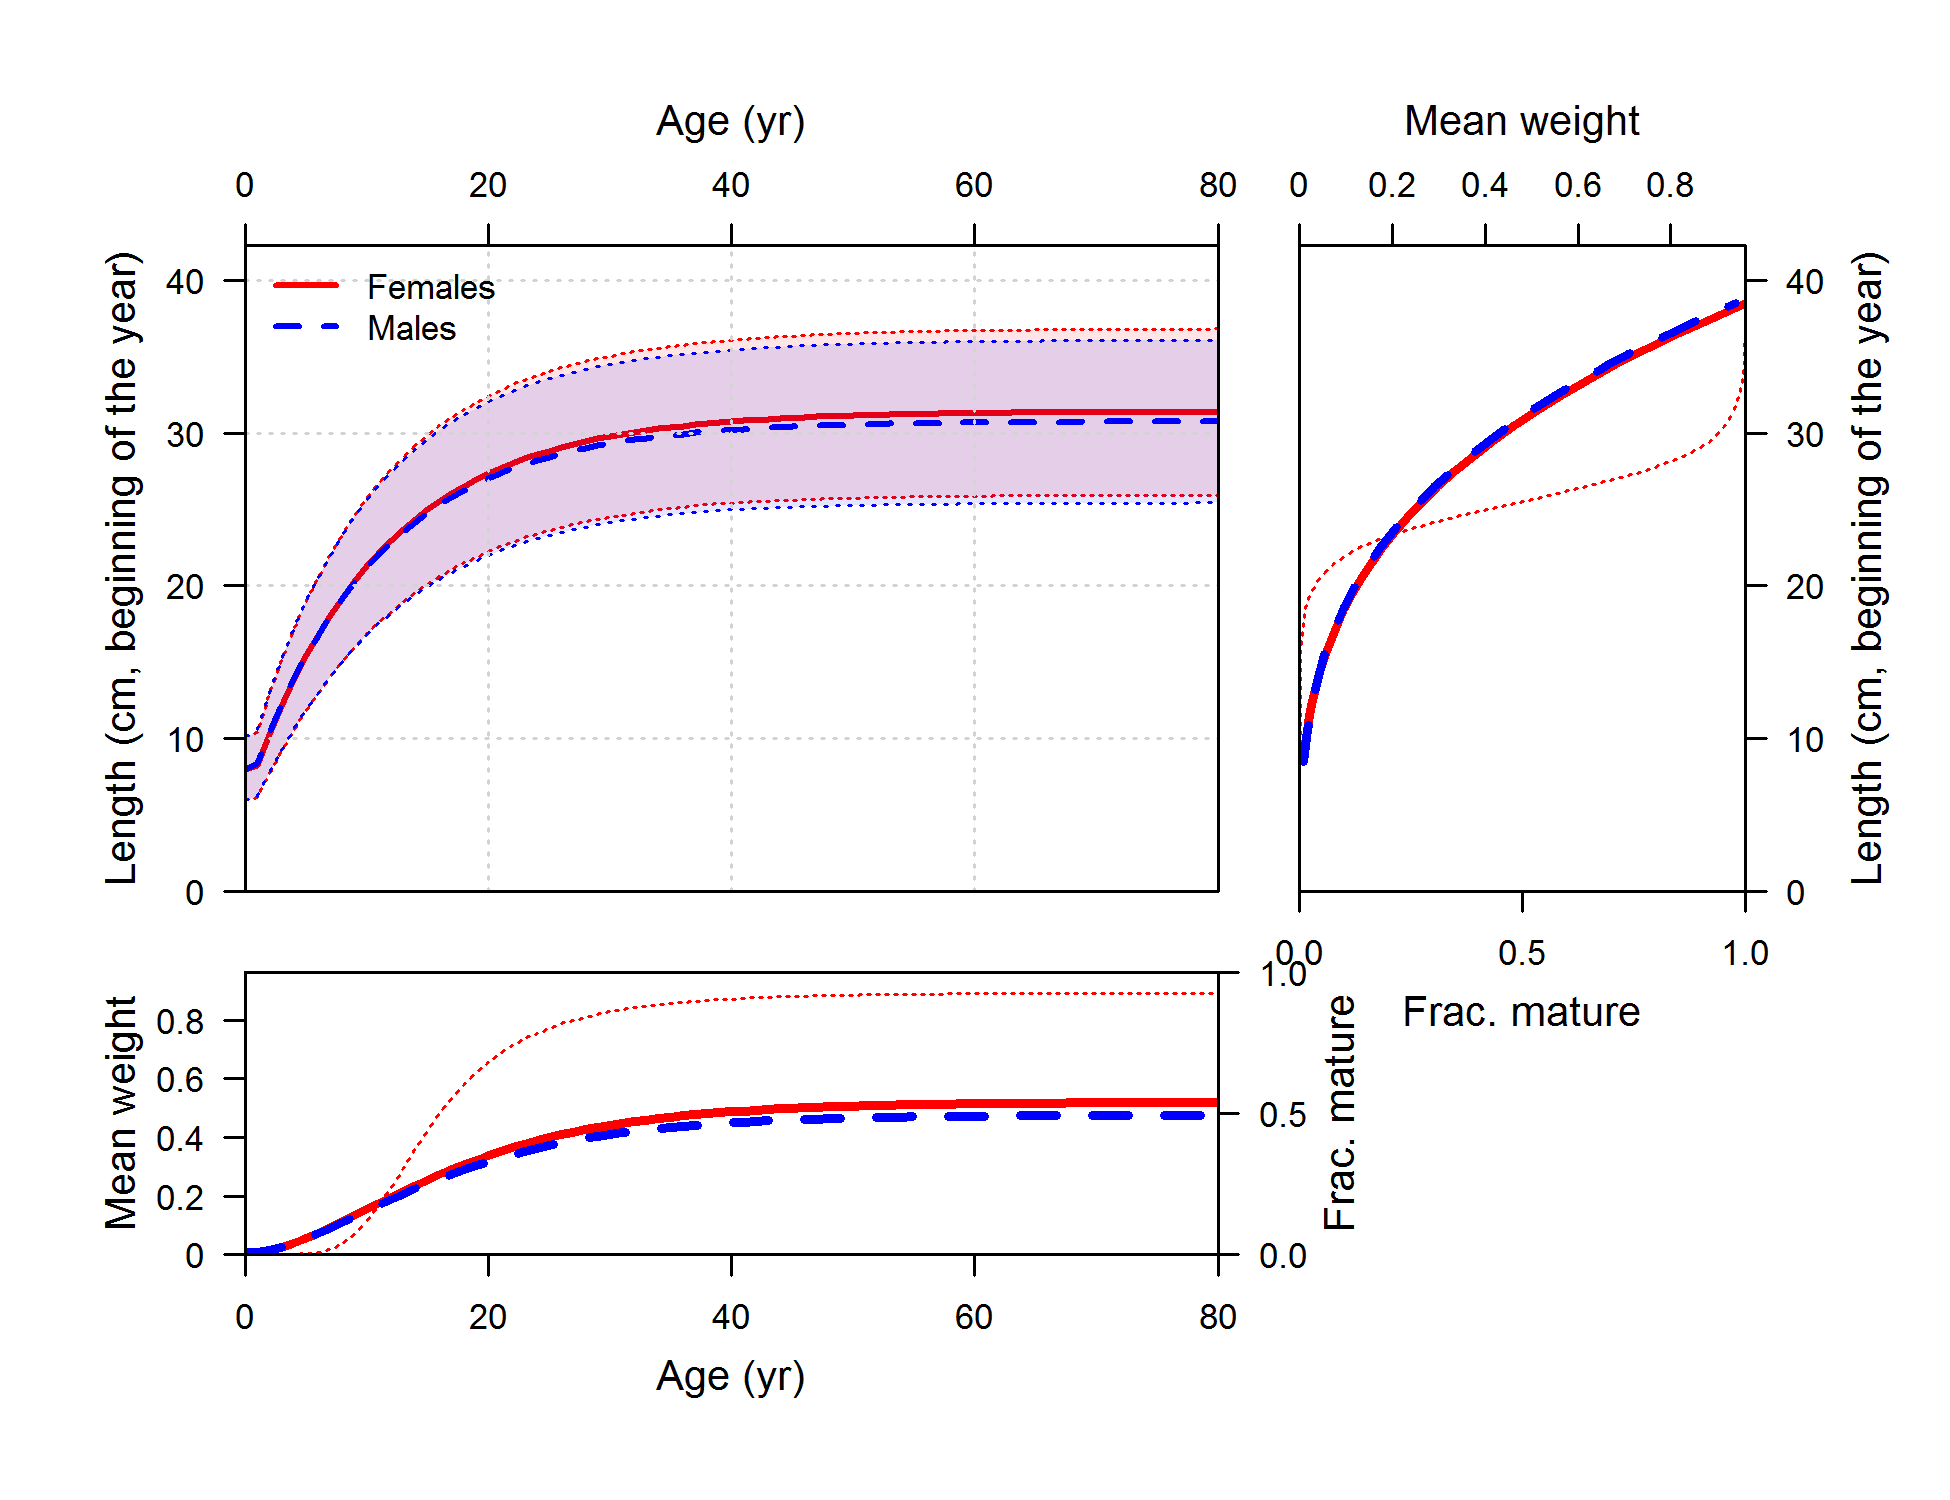 Age (yr)
Mean weight
0 20 40 60 80
0 0.2 0.4 0.6 0.8
Length (cm, beginning of the year)
40
30
20
10
0
Females
Males
40
30
20
10
0
Length (cm, beginning of the year)
0.0 0.5 1.0
Frac. mature
Mean weight
0.8
0.6
0.4
0.2
0
1.0
0.5
0.0
Frac. mature
0 20 40 60 80
Age (yr)